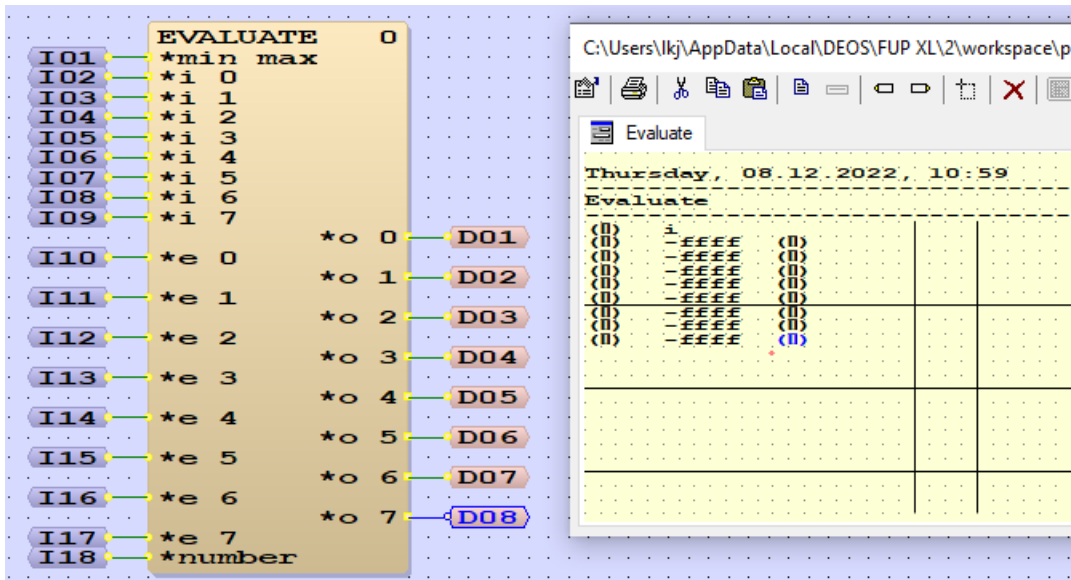 EVALUATE 0
I01 *min max
I02 *i 0
I03 *i 1
I04 *i 2
I05 *i 3
I06 *i 4
I07 *i 5
I08 *i 6
I09 *i 7
*o 0 D01
I10 *e 0
*o 1 D02
I11 *e 1
*o 2 D03
I12 *e 2
*o 3 D04
I13 *e 3
*o 4 D05
I14 *e 4
*o 5 D06
I15 *e 5
*o 6 D07
I16 *e 6
*o 7 D08
I17 *e 7
I18 *number
C:\Users\lkj\AppData\Local\DEOS\FUP XL\2\workspace\p
Evaluate
Thursday, 08.12.2022, 10:59
Evaluate
(П) i
(П) -ffff (П)
(П) -ffff (П)
(П) -ffff (П)
(П) -ffff (П)
(П) -ffff (П)
(П) -ffff (П)
(П) -ffff (П)
(П) -ffff (П)